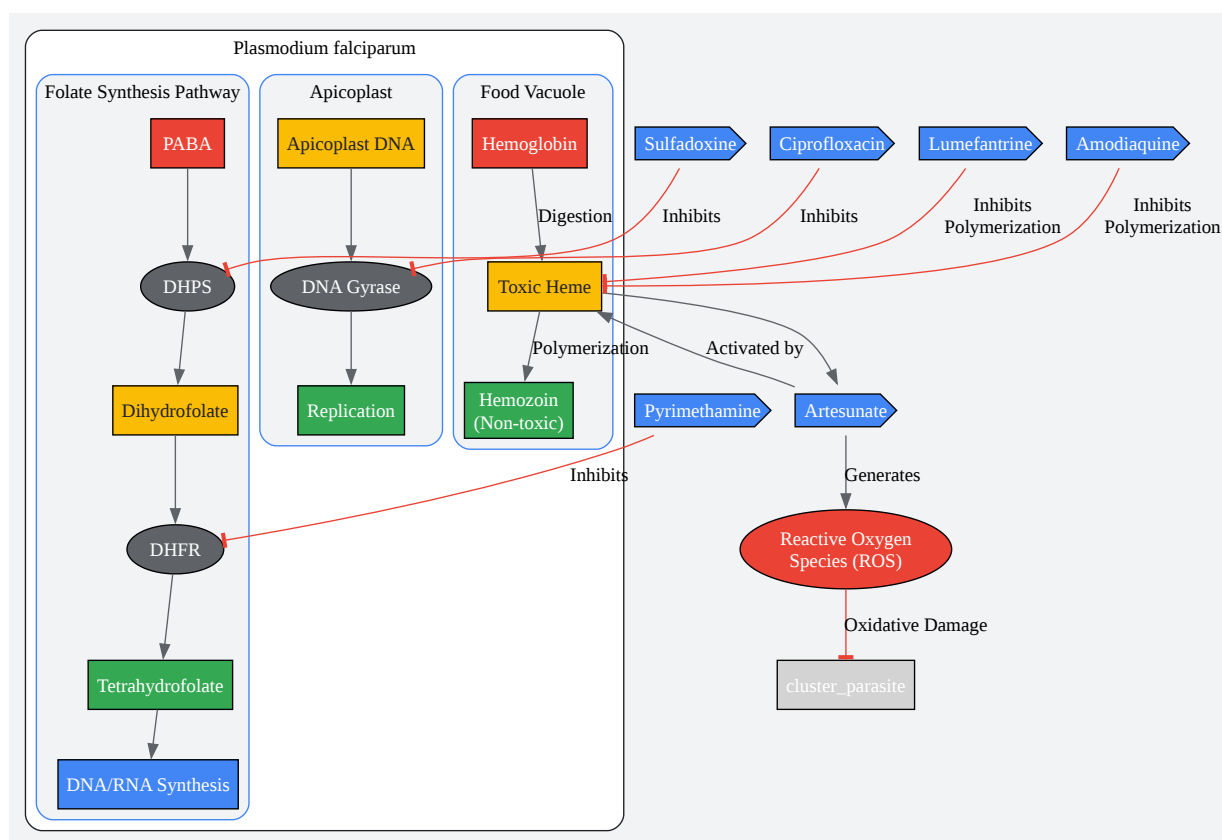 Plasmodium falciparum
Folate Synthesis Pathway
Apicoplast
Food Vacuole
PABA
Apicoplast DNA
Hemoglobin
Sulfadoxine
Ciprofloxacin
Lumefantrine
Amodiaquine
Digestion
Inhibits
Inhibits
Inhibits
Polymerization
Inhibits
Polymerization
DHPS
DNA Gyrase
Toxic Heme
Polymerization
Activated by
Dihydrofolate
Replication
Hemozoin
(Non-toxic)
Pyrimethamine
Artesunate
Inhibits
Generates
DHFR
Reactive Oxygen
Species (ROS)
Oxidative Damage
Tetrahydrofolate
cluster_parasite
DNA/RNA Synthesis